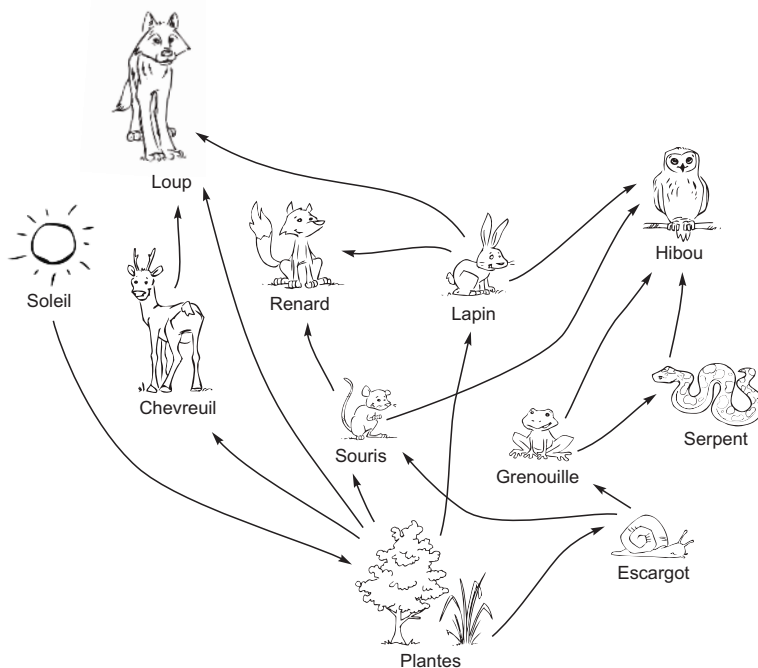 Loup
Hibou
Soleil
Renard
Lapin
Chevreuil
Serpent
Souris
Grenouille
Escargot
Plantes